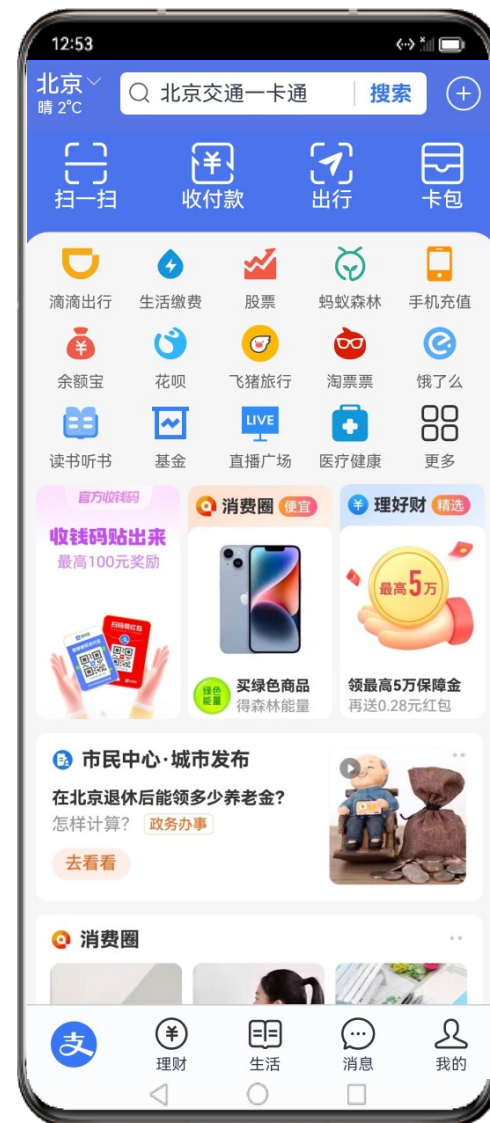 12:53
北京
晴 2°C
北京交通一卡通
搜索
扫一扫 收付款 出行 卡包
滴滴出行 生活缴费 股票 蚂蚁森林 手机充值
余额宝 花呗 飞猪旅行 淘票票 饿了么
LIVE
读书听书 基金 直播广场 医疗健康 更多
官方收钱码
收钱码贴出来
最高100元奖励
扫码领红包
消费圈 便宜
绿色能量
买绿色商品
得森林能量
理好财 精选
最高5万
领最高5万保障金
再送0.28元红包
市民中心·城市发布
在北京退休后能领多少养老金?
怎样计算? 政务办事
去看看
消费圈
支
理财 生活 消息 我的